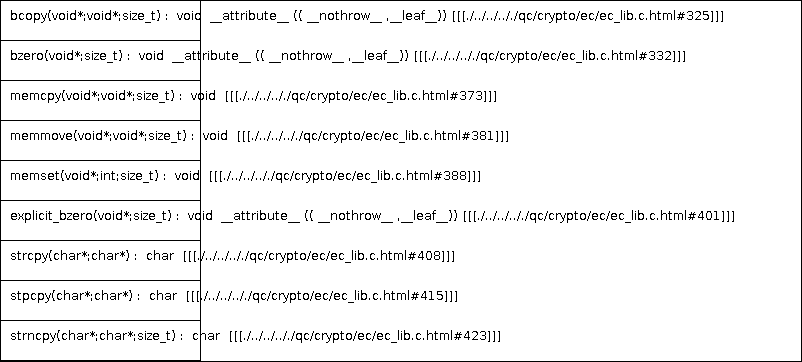 bcopy(void*;void*;size_t) : void __attribute__ (( __nothrow__ ,__leaf__)) [[[./../../../qc/crypto/ec/ec_lib.c.html#325]]]
bzero(void*;size_t) : void __attribute__ (( __nothrow__ ,__leaf__)) [[[./../../.././qc/crypto/ec/ec_lib.c.html#332]]]
memcpy(void*;void*;size_t) : void [[[./../../.././qc/crypto/ec/ec_lib.c.html#373]]]
memmove(void*;void*;size_t) : void [[[./../../.././qc/crypto/ec/ec_lib.c.html#381]]]
memset(void*;int;size_t) : void [[[./../../.././qc/crypto/ec/ec_lib.c.html#388]]]
explicit_bzero(void*;size_t) : void __attribute__ (( __nothrow__ ,__leaf__)) [[[./../../.././qc/crypto/ec/ec_lib.c.html#401]]]
strcpy(char*;char*) : char [[[./../../.././qc/crypto/ec/ec_lib.c.html#408]]]
stpcpy(char*;char*) : char [[[./../../.././qc/crypto/ec/ec_lib.c.html#415]]]
strncpy(char*;char*;size_t) : char [[[./../../.././qc/crypto/ec/ec_lib.c.html#423]]]